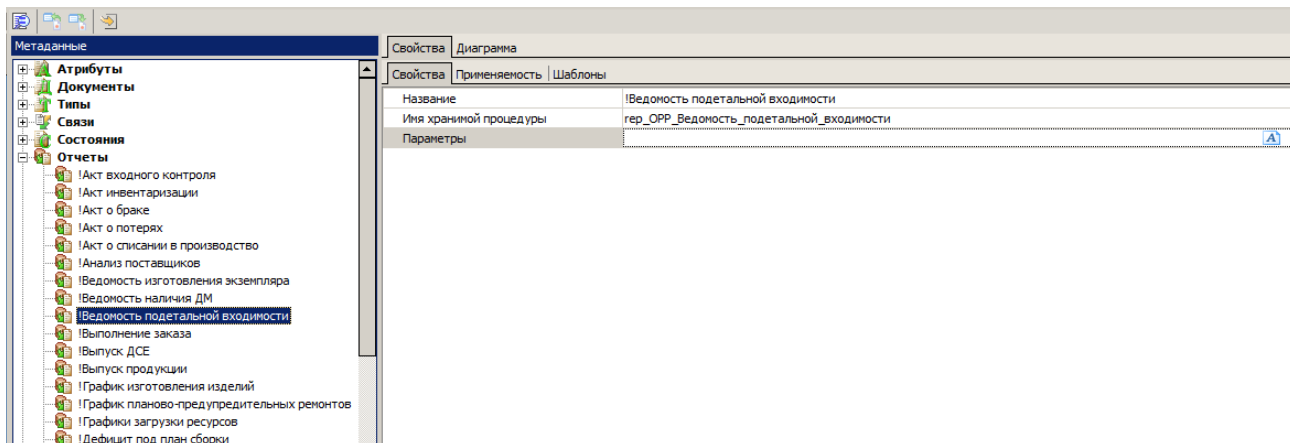 Метаданные
Атрибуты
Документы
Типы
Связи
Состояния
Отчеты
!Акт входного контроля
!Акт инвентаризации
!Акт о браке
!Акт о потерях
!Акт о списании в производство
!Анализ поставщиков
!Ведомость изготовления экземпляра
!Ведомость наличия ДМ
!Ведомость подетальной входимости
!Выполнение заказа
!Выпуск ДСЕ
!Выпуск продукции
!График изготовления изделий
!График планово-предупредительных ремонтов
!Графики загрузки ресурсов
!Дефицит под план сборки
Свойства Диаграмма
Свойства Применяемость Шаблоны
Название !Ведомость подетальной входимости
Имя хранимой процедуры rep_OPP_Ведомость_подетальной_входимости
Параметры A